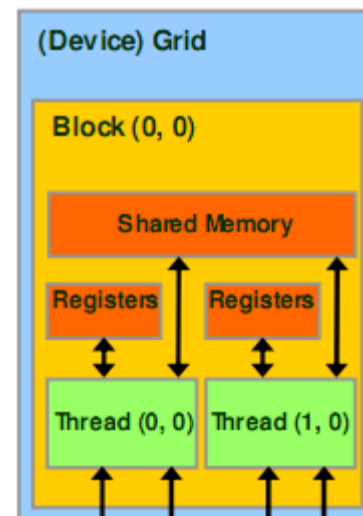 (Device) Grid
Block (0, 0)
Shared Memory
Registers Registers
Thread (0, 0) Thread (1, 0)